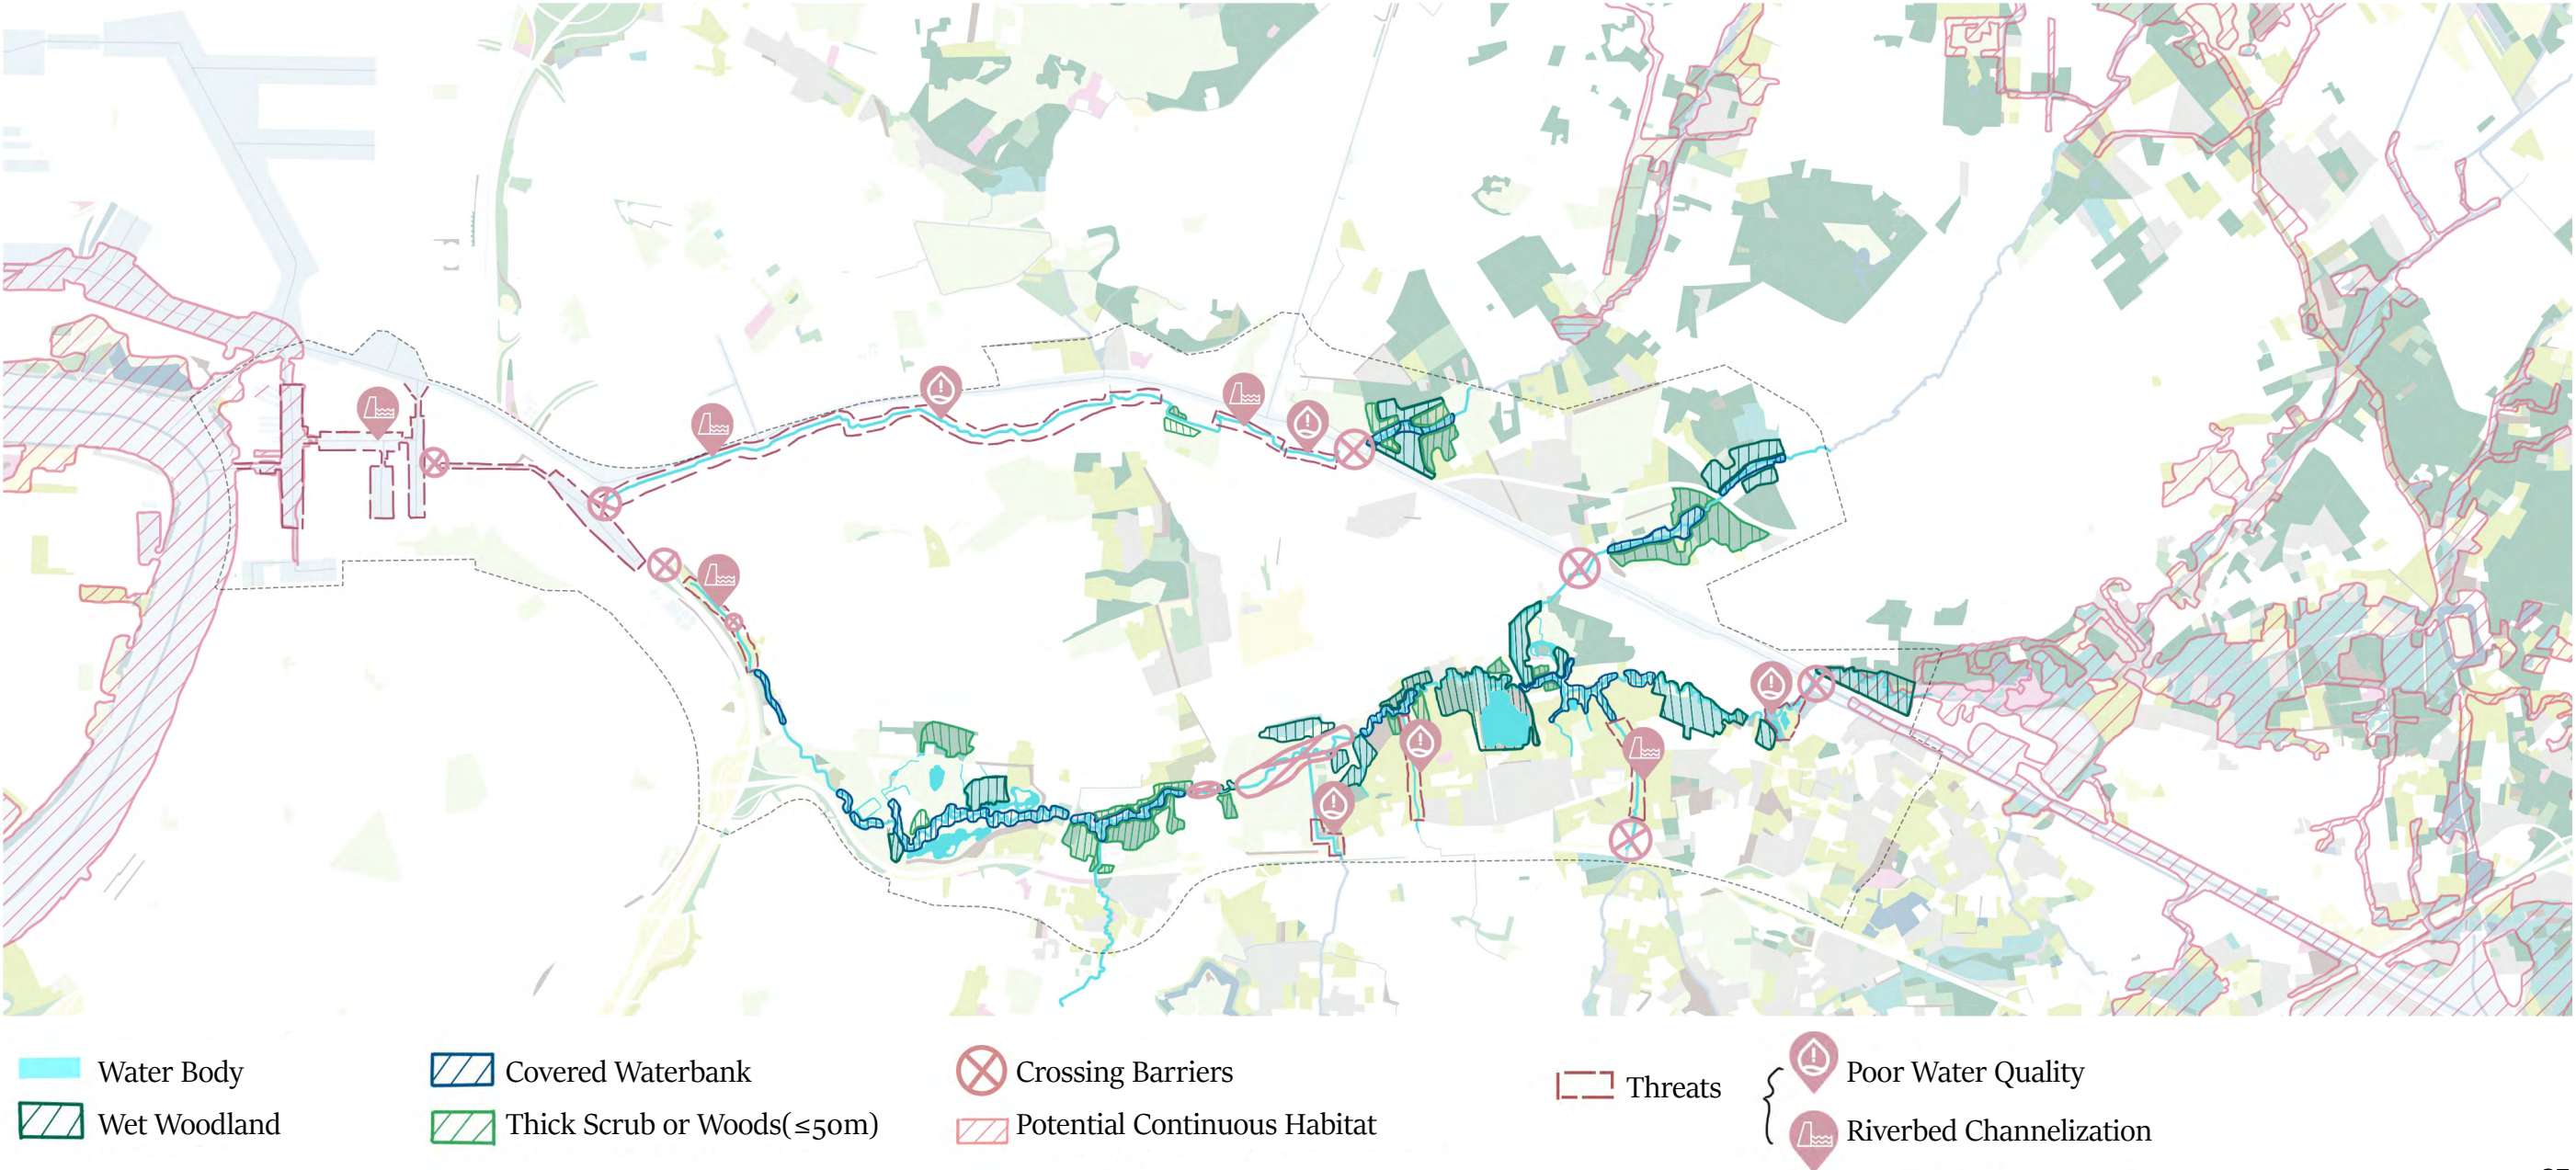 Water Body
Covered Waterbank
Crossing Barriers
Threats
Poor Water Quality
Wet Woodland
Thick Scrub or Woods(≤50m)
Potential Continuous Habitat
Riverbed Channelization